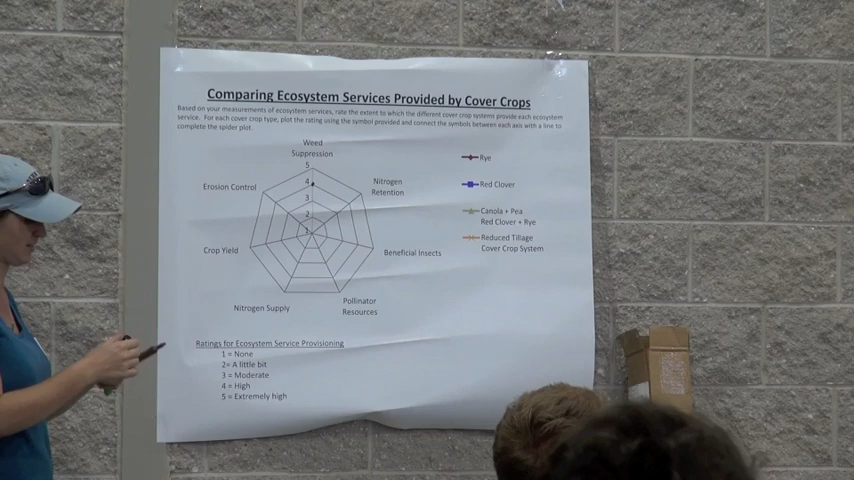 Comparing Ecosystem Services Provided by Cover Crops
Based on your measurements of ecosystem services, rate the extent to which the different cover crop systems provide each ecosystem
service. For each cover crop type, plot the rating using the symbol provided and connect the symbols between each axis with a line to
complete the spider plot.
Weed
Suppression
5
4
3
2
1
Nitrogen
Retention
Beneficial Insects
Pollinator
Resources
Nitrogen Supply
Crop Yield
Erosion Control
Rye
Red Clover
Canola + Pea
Red Clover + Rye
Reduced Tillage
Cover Crop System
Ratings for Ecosystem Service Provisioning
1 = None
2= A little bit
3 = Moderate
4 = High
5 = Extremely high